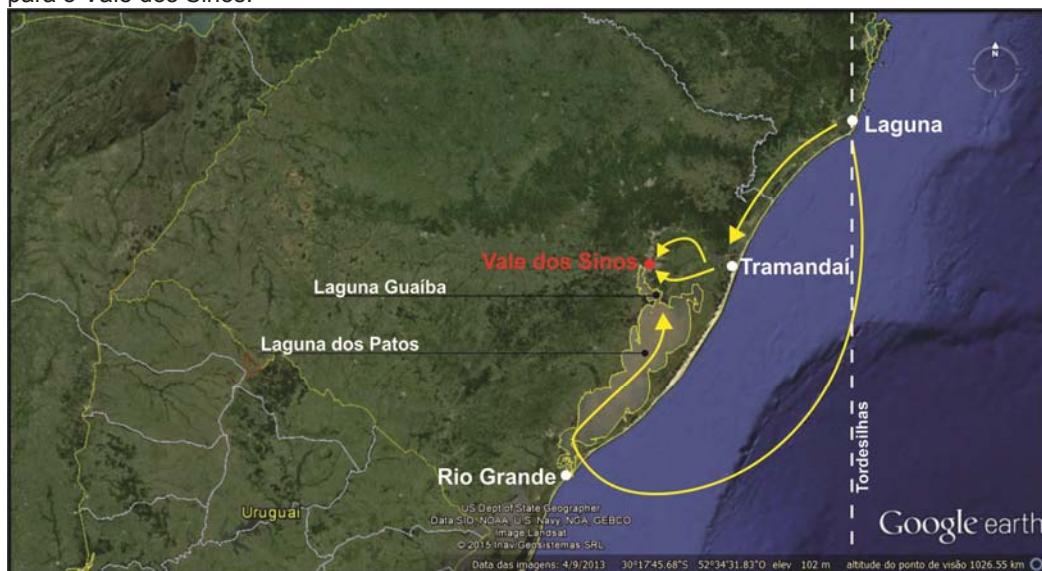 para o Vale dos Sinos.
N
Laguna
Vale dos Sinos
Tramandaí
Laguna Guaíba
Laguna dos Patos
Tordesilhas
Rio Grande
Uruguai
US Dept of State Geographer
Data SIO, NOAA, U.S. Navy, NGA, GEBCO
Image Landsat
© 2015 Inav/Geosistemas SRL
Google earth
Data das imagens: 4/9/2013 30°17'45.68"S 52°34'31.83"O elev 102 m altitude do ponto de visão 1026.55 km